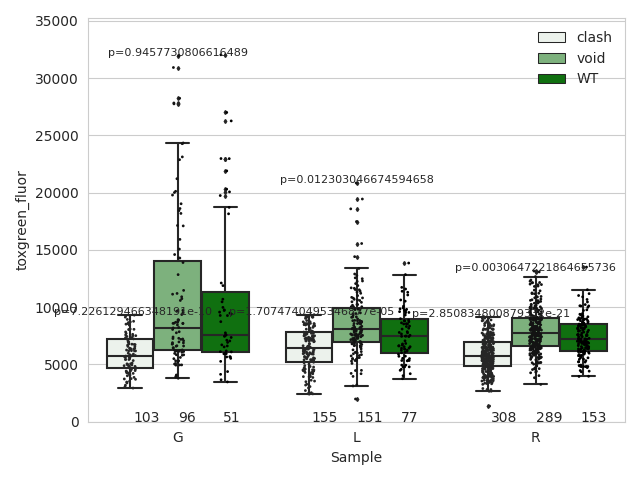 35000
p=0.9457730806616489
clash
30000
void
WT
25000
p=0.012303046674594658
20000
p=0.0030647221864655736
15000
10000
5000
0
103 96 51 155 151 77 308 289 153
G L R
Sample
toxgreen_fluor